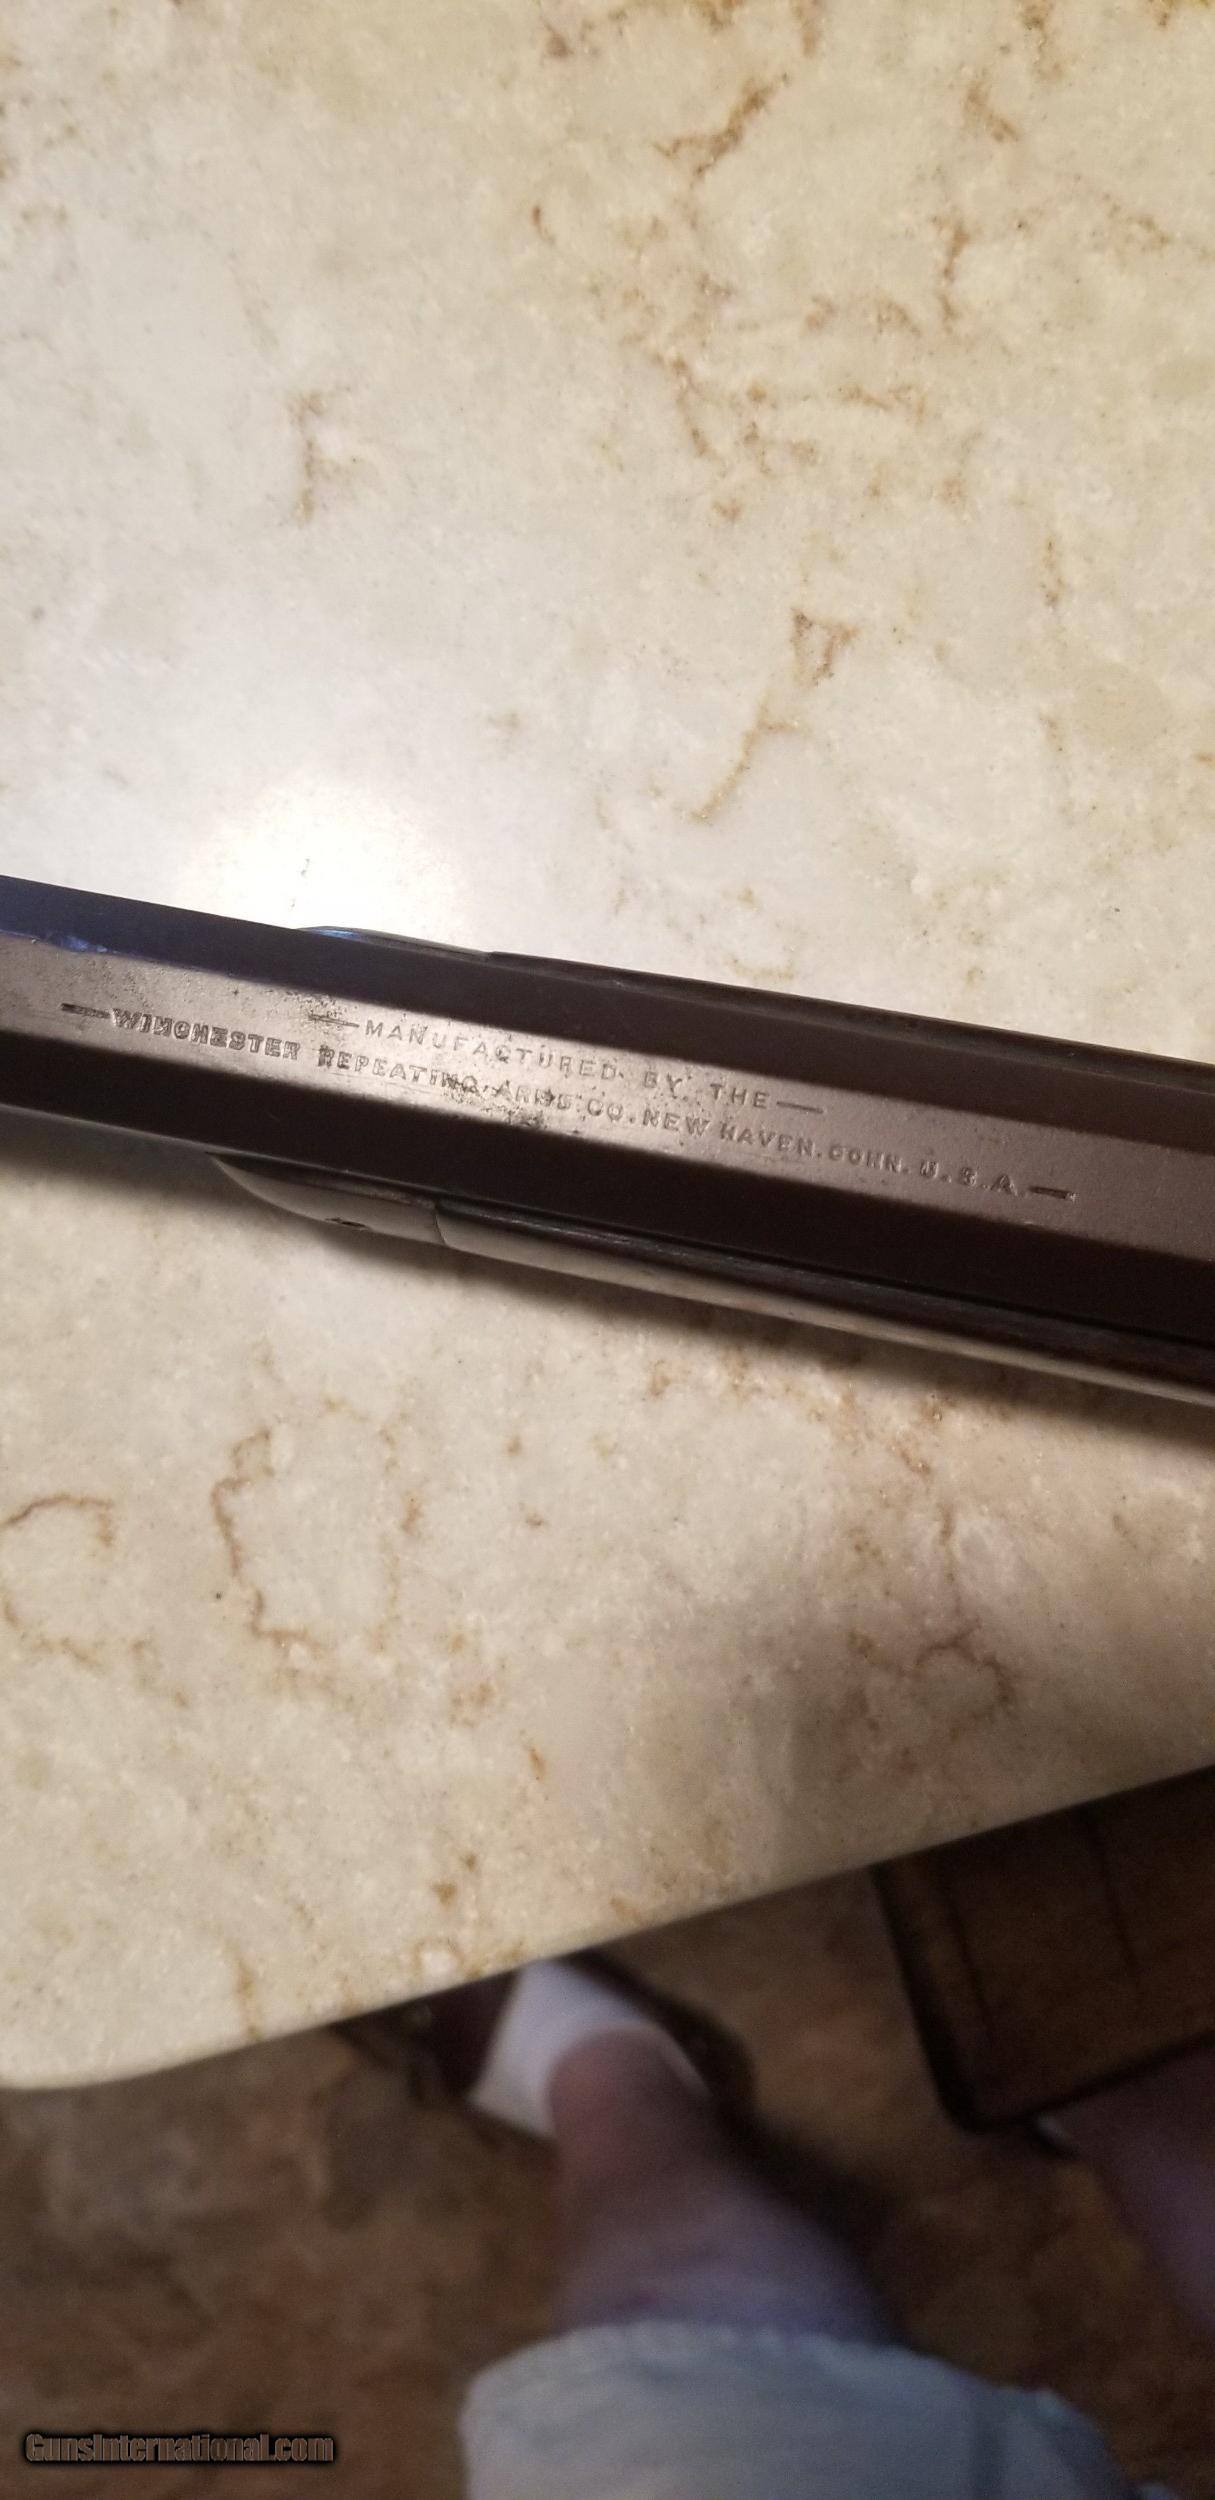 —MANUFACTURED BY THE—
—WINCHESTER REPEATING ARMS CO. NEW HAVEN. CONN. U.S.A.—
GunsInternational.com